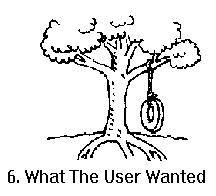 6. What The User Wanted